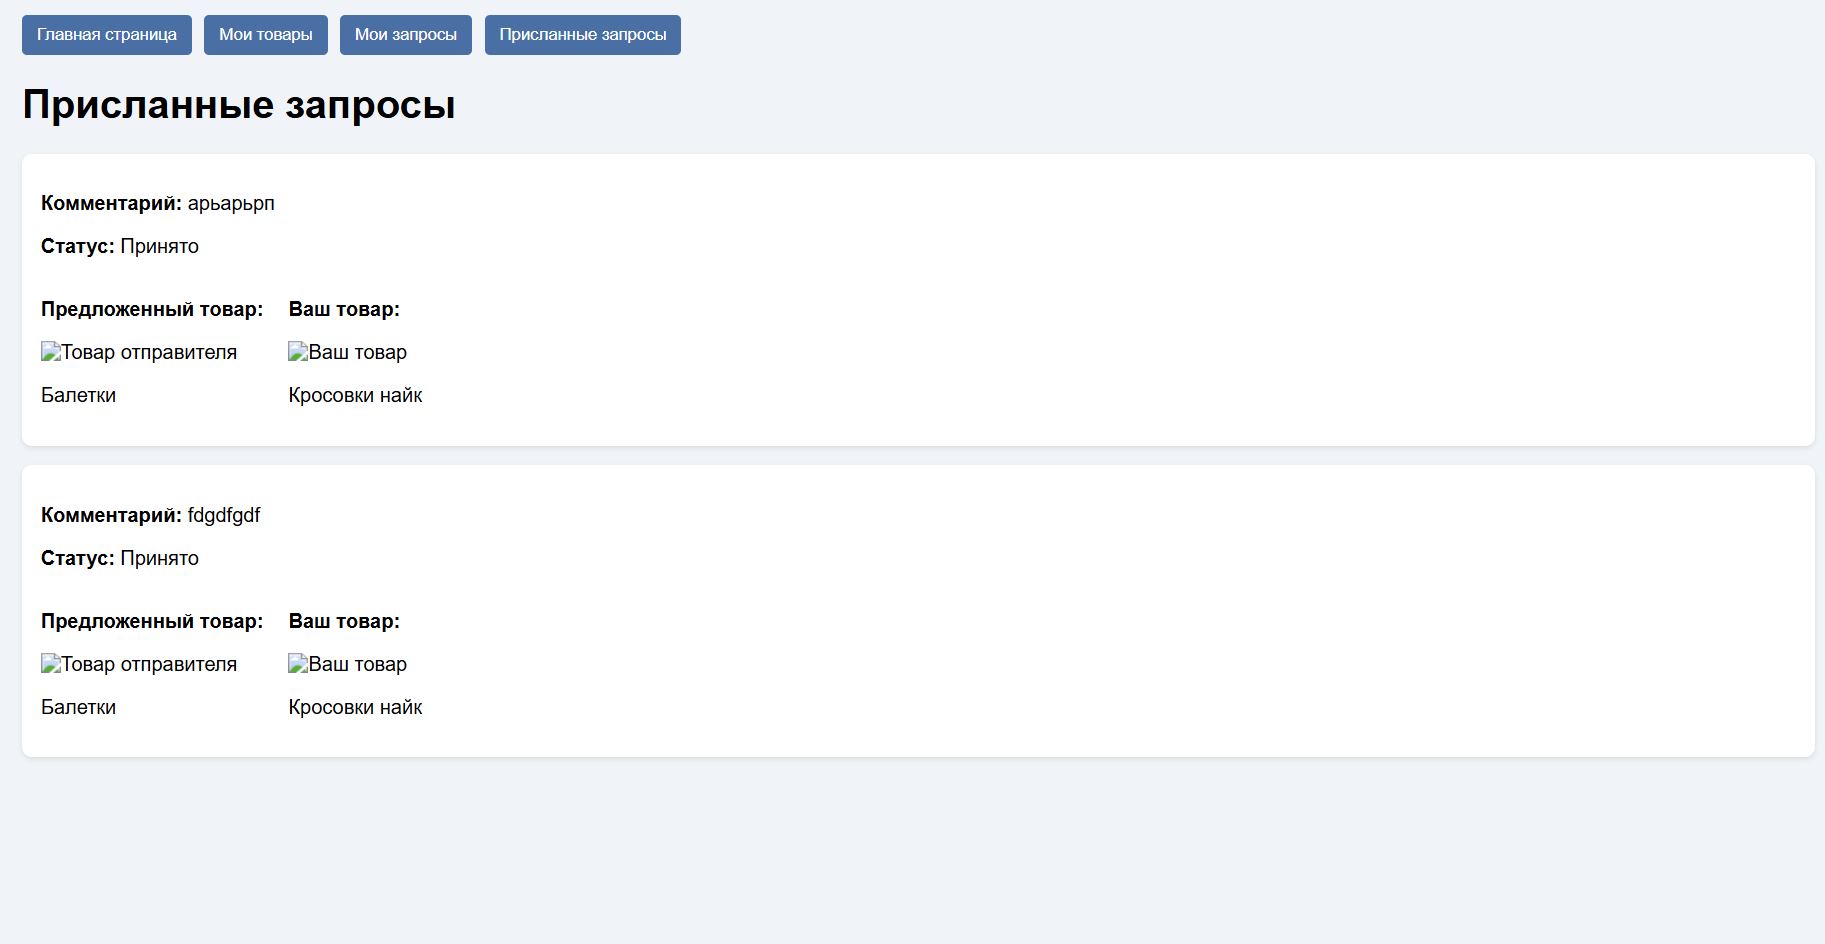 Главная страница Мои товары Мои запросы Присланные запросы
Присланные запросы
Комментарий: арьарьрп
Статус: Принято
Предложенный товар: Ваш товар:
Товар отправителя Ваш товар
Балетки Кросовки найк
Комментарий: fdgdfgdf
Статус: Принято
Предложенный товар: Ваш товар:
Товар отправителя Ваш товар
Балетки Кросовки найк